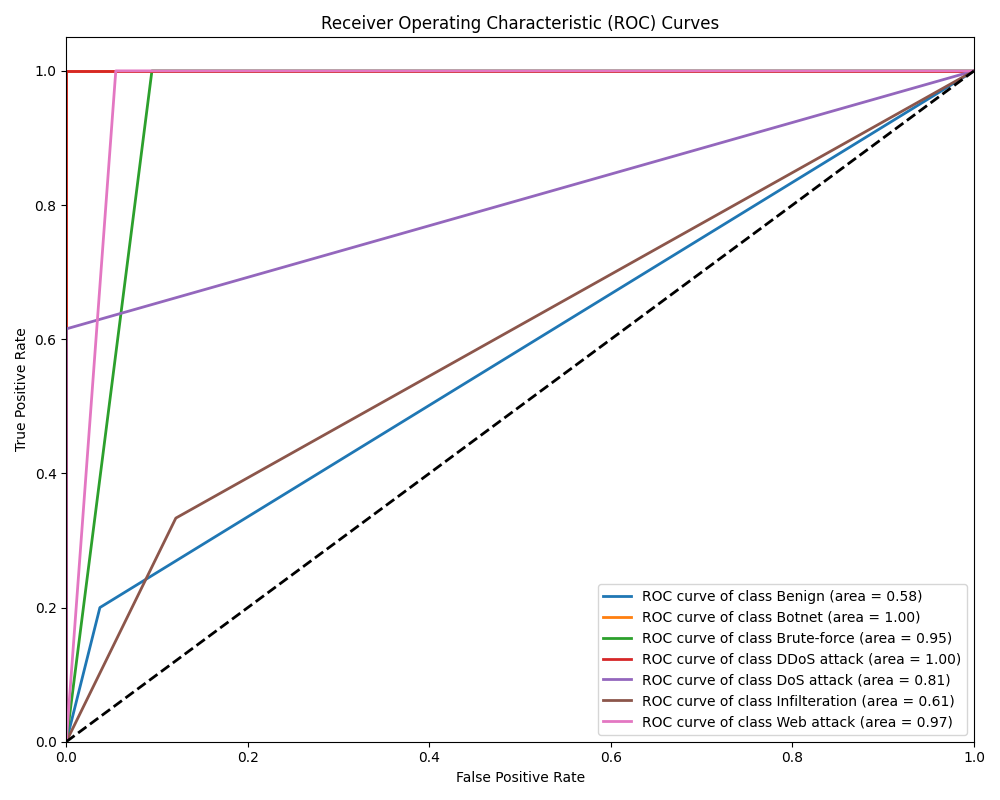 Receiver Operating Characteristic (ROC) Curves
1.0
0.8
0.6
0.4
0.2
0.0
True Positive Rate
0.0 0.2 0.4 0.6 0.8 1.0
False Positive Rate
ROC curve of class Benign (area = 0.58)
ROC curve of class Botnet (area = 1.00)
ROC curve of class Brute-force (area = 0.95)
ROC curve of class DDoS attack (area = 1.00)
ROC curve of class DoS attack (area = 0.81)
ROC curve of class Infilteration (area = 0.61)
ROC curve of class Web attack (area = 0.97)